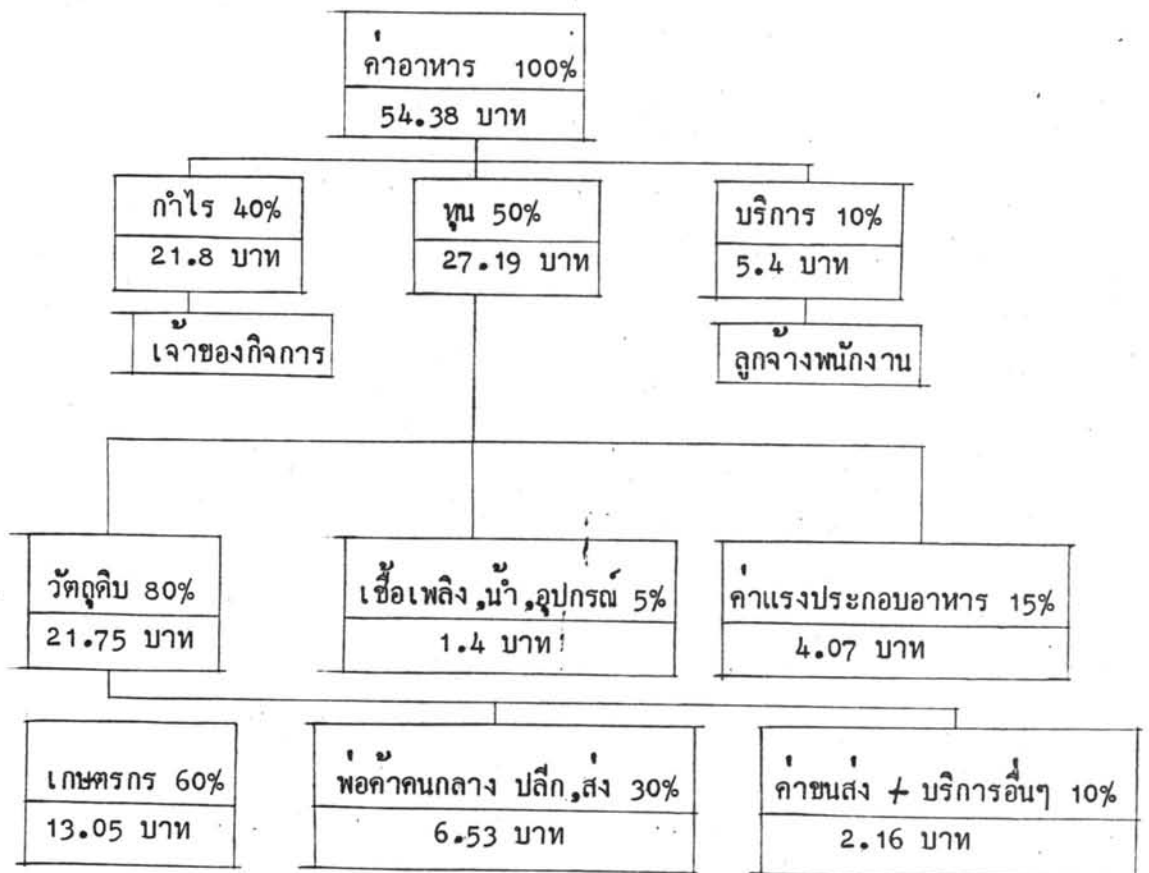 ค่าอาหาร 100%
54.38 บาท
กำไร 40%
21.8 บาท
เจ้าของกิจการ
ทุน 50%
27.19 บาท
บริการ 10%
5.4 บาท
ลูกจ้างพนักงาน
วัตถุดิบ 80%
21.75 บาท
เชื้อเพลิง,น้ำ,อุปกรณ์ 5%
1.4 บาท
ค่าแรงประกอบอาหาร 15%
4.07 บาท
เกษตรกร 60%
13.05 บาท
พ่อค้าคนกลาง ปลีก,ส่ง 30%
6.53 บาท
ค่าขนส่ง + บริการอื่นๆ 10%
2.16 บาท